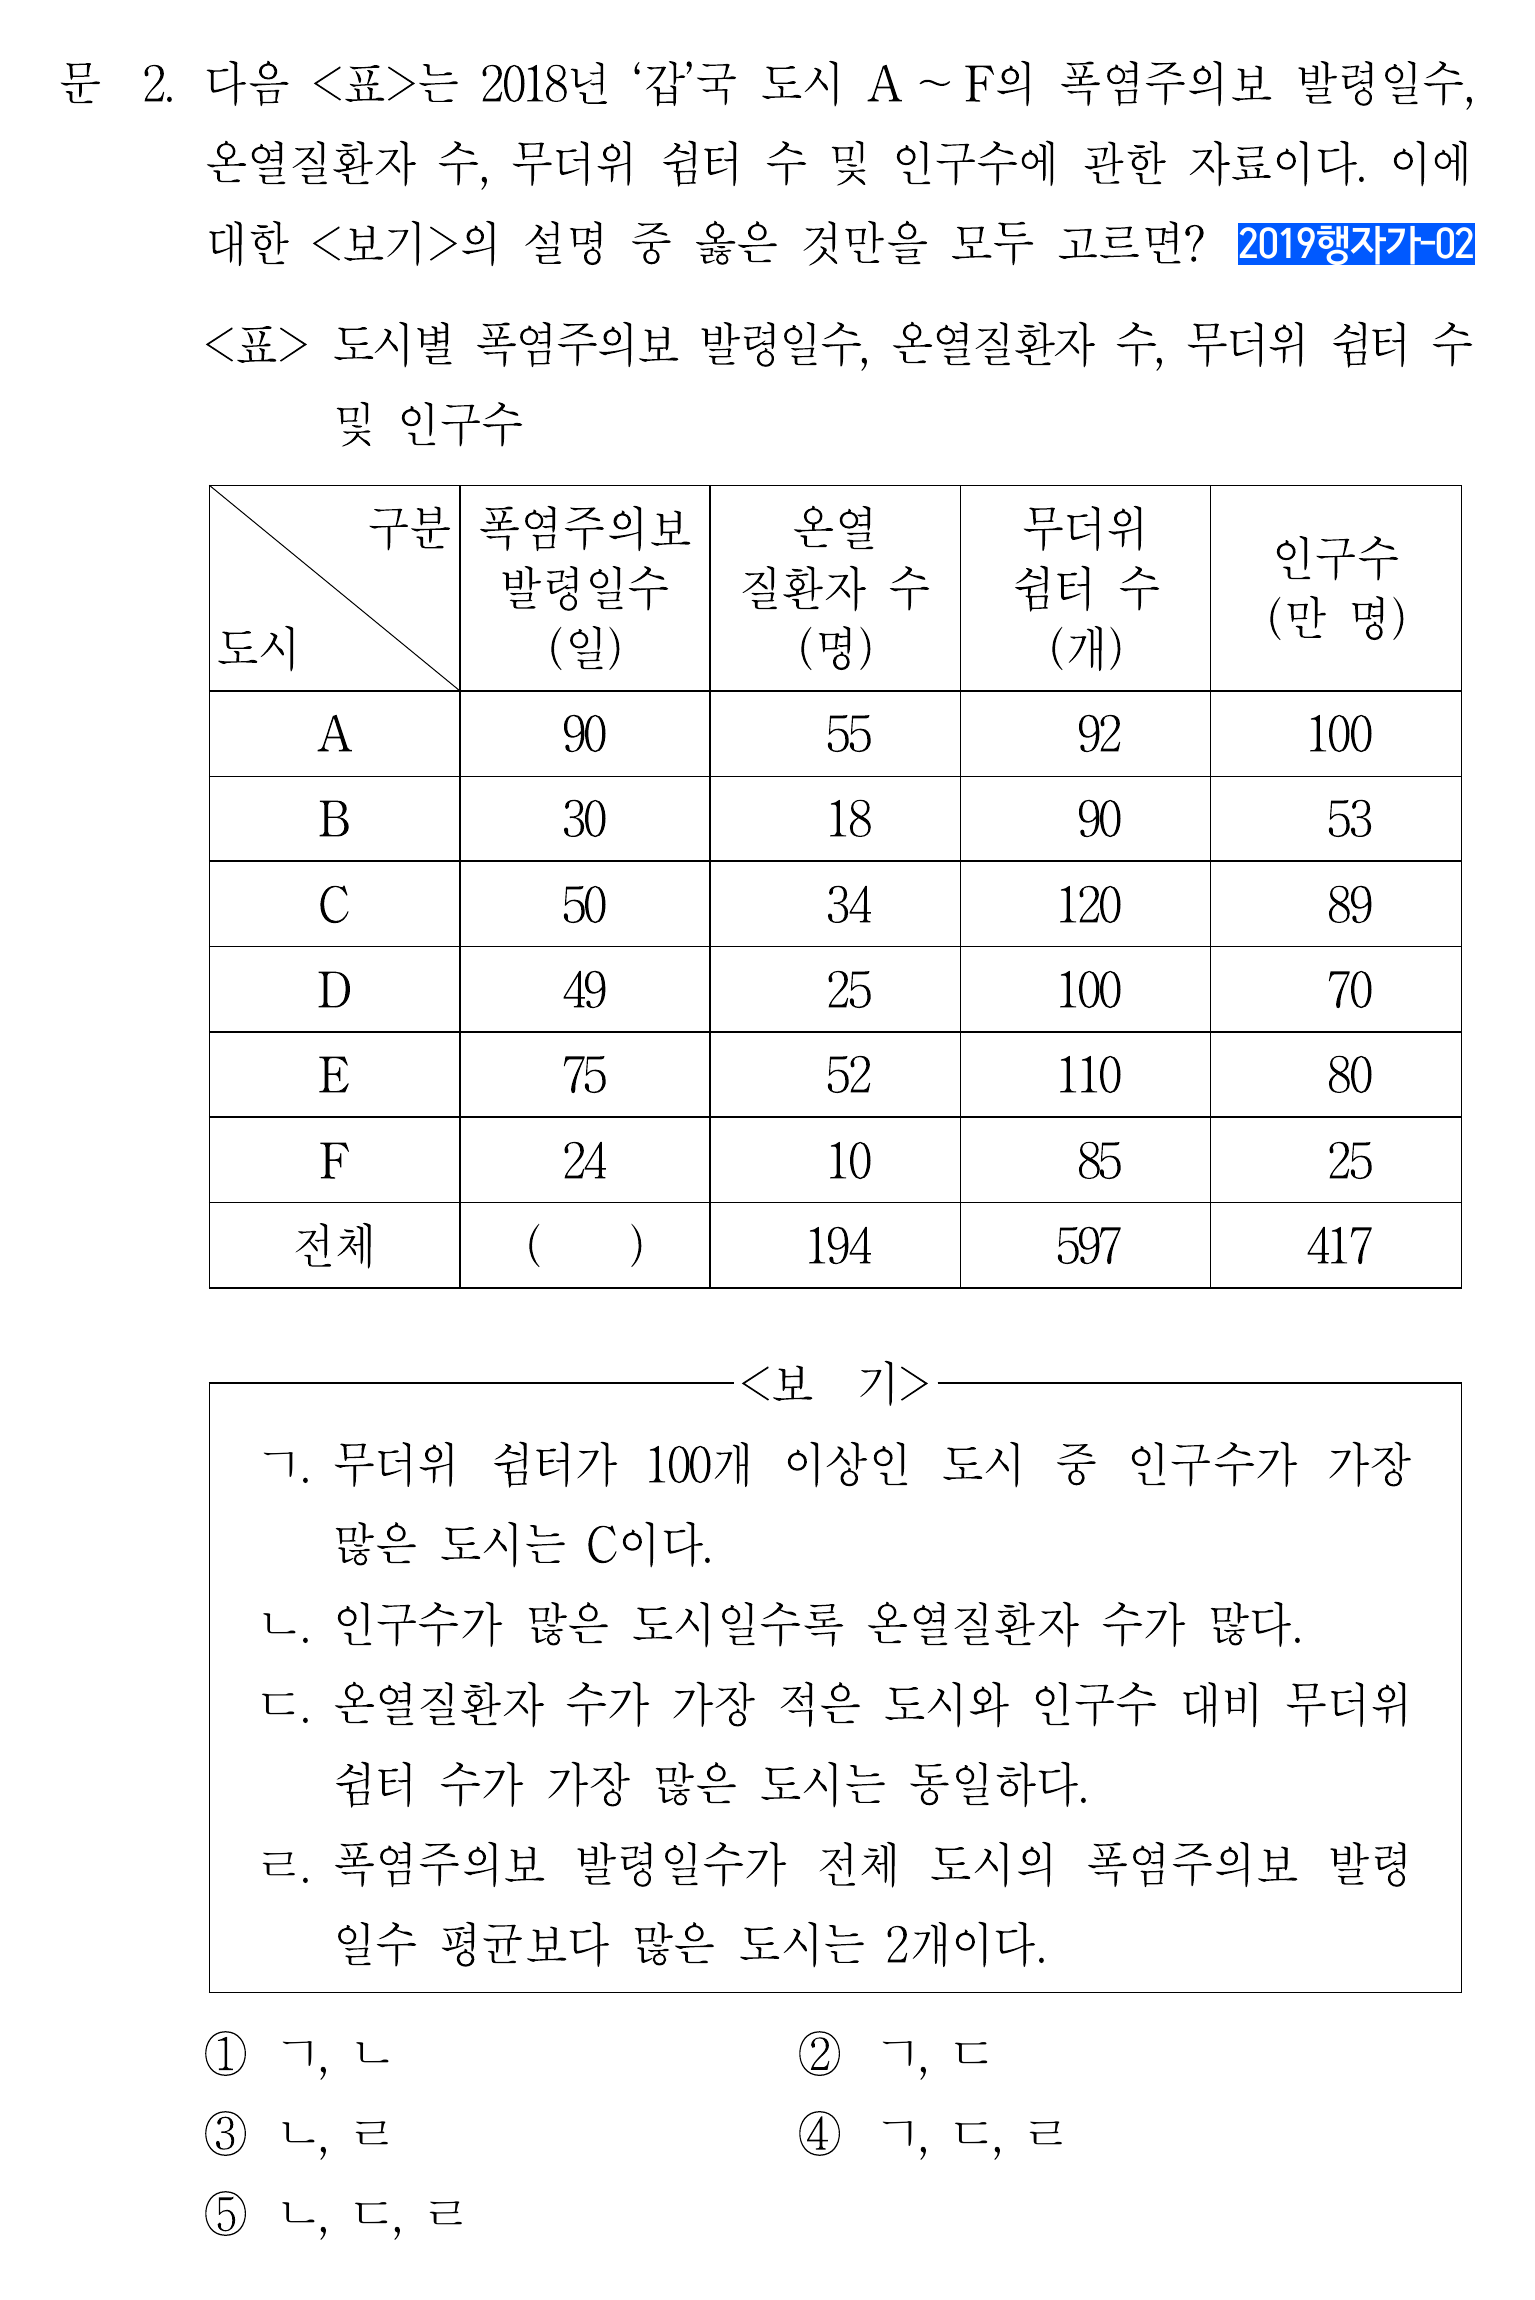 문 2. 다음 <표>는 2018년 ‘갑’국 도시 A ~ F의 폭염주의보 발령일수,
온열질환자 수, 무더위 쉼터 수 및 인구수에 관한 자료이다. 이에
대한 <보기>의 설명 중 옳은 것만을 모두 고르면? 2019행자가-02
<표> 도시별 폭염주의보 발령일수, 온열질환자 수, 무더위 쉼터 수
및 인구수
구분 도시 폭염주의보 발령일수 (일) 온열 질환자 수 (명) 무더위 쉼터 수 (개) 인구수 (만 명)
A 90 55 92 100
B 30 18 90 53
C 50 34 120 89
D 49 25 100 70
E 75 52 110 80
F 24 10 85 25
전체 ( ) 194 597 417
<보 기>
ㄱ. 무더위 쉼터가 100개 이상인 도시 중 인구수가 가장
많은 도시는 C이다.
ㄴ. 인구수가 많은 도시일수록 온열질환자 수가 많다.
ㄷ. 온열질환자 수가 가장 적은 도시와 인구수 대비 무더위
쉼터 수가 가장 많은 도시는 동일하다.
ㄹ. 폭염주의보 발령일수가 전체 도시의 폭염주의보 발령
일수 평균보다 많은 도시는 2개이다.
① ㄱ, ㄴ ② ㄱ, ㄷ
③ ㄴ, ㄹ ④ ㄱ, ㄷ, ㄹ
⑤ ㄴ, ㄷ, ㄹ